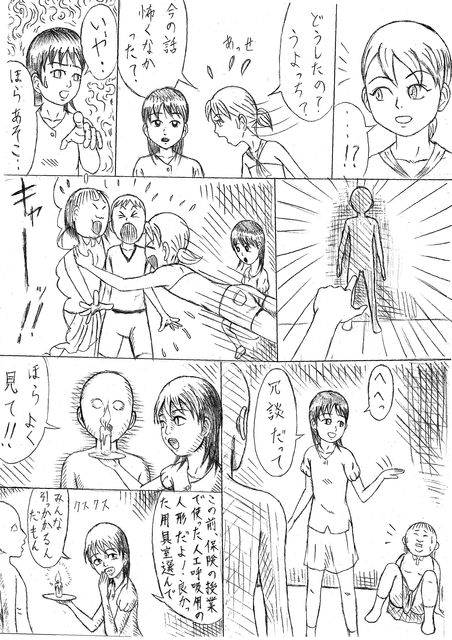 どうしたの?
うよっち?
…!?
あっせ
今の話
怖くなか
った?
いや、
ほらあそこ…
キャーーー!!
へへっ
冗談だって
ほらよく
見て!!
この前、保険の授業
で使った人工呼吸用の
人形だよ!良かっ
た用具室選んで
クスクス
みんな
引っかかるん
だもん